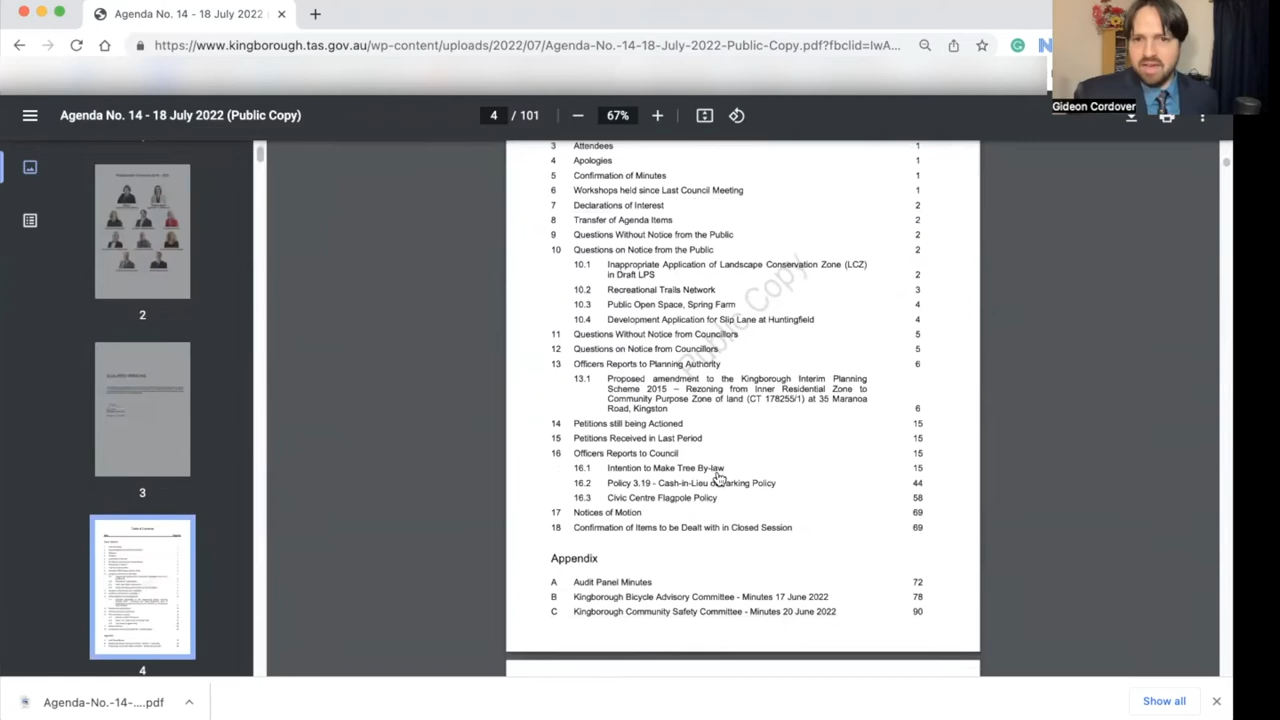 Agenda No. 14 - 18 July 2022
https://www.kingborough.tas.gov.au/wp-content/uploads/2022/07/Agenda-No.-14-18-July-2022-Public-Copy.pdf?fbclid=IwA...
Gideon Cordover
Agenda No. 14 - 18 July 2022 (Public Copy)
4 / 101
67%
2
3
4
3 Attendees 1
4 Apologies 1
5 Confirmation of Minutes 1
6 Workshops held since Last Council Meeting 1
7 Declarations of Interest 2
8 Transfer of Agenda Items 2
9 Questions Without Notice from the Public 2
10 Questions on Notice from the Public 2
10.1 Inappropriate Application of Landscape Conservation Zone (LCZ)
in Draft LPS 2
10.2 Recreational Trails Network 3
10.3 Public Open Space, Spring Farm 4
10.4 Development Application for Slip Lane at Huntingfield 4
11 Questions Without Notice from Councillors 5
12 Questions on Notice from Councillors 5
13 Officers Reports to Planning Authority 6
13.1 Proposed amendment to the Kingborough Interim Planning
Scheme 2015 – Rezoning from Inner Residential Zone to
Community Purpose Zone of land (CT 178255/1) at 35 Maranoa
Road, Kingston 6
14 Petitions still being Actioned 15
15 Petitions Received in Last Period 15
16 Officers Reports to Council 15
16.1 Intention to Make Tree By-law 15
16.2 Policy 3.19 - Cash-in-Lieu of Parking Policy 44
16.3 Civic Centre Flagpole Policy 58
17 Notices of Motion 69
18 Confirmation of Items to be Dealt with in Closed Session 69
Appendix
A Audit Panel Minutes 72
B Kingborough Bicycle Advisory Committee - Minutes 17 June 2022 78
C Kingborough Community Safety Committee - Minutes 20 June 2022 90
Public Copy
Agenda-No.-14-....pdf
Show all